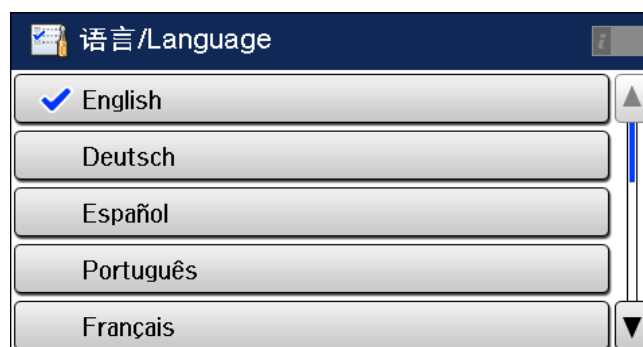 语言/Language
English
Deutsch
Español
Português
Français